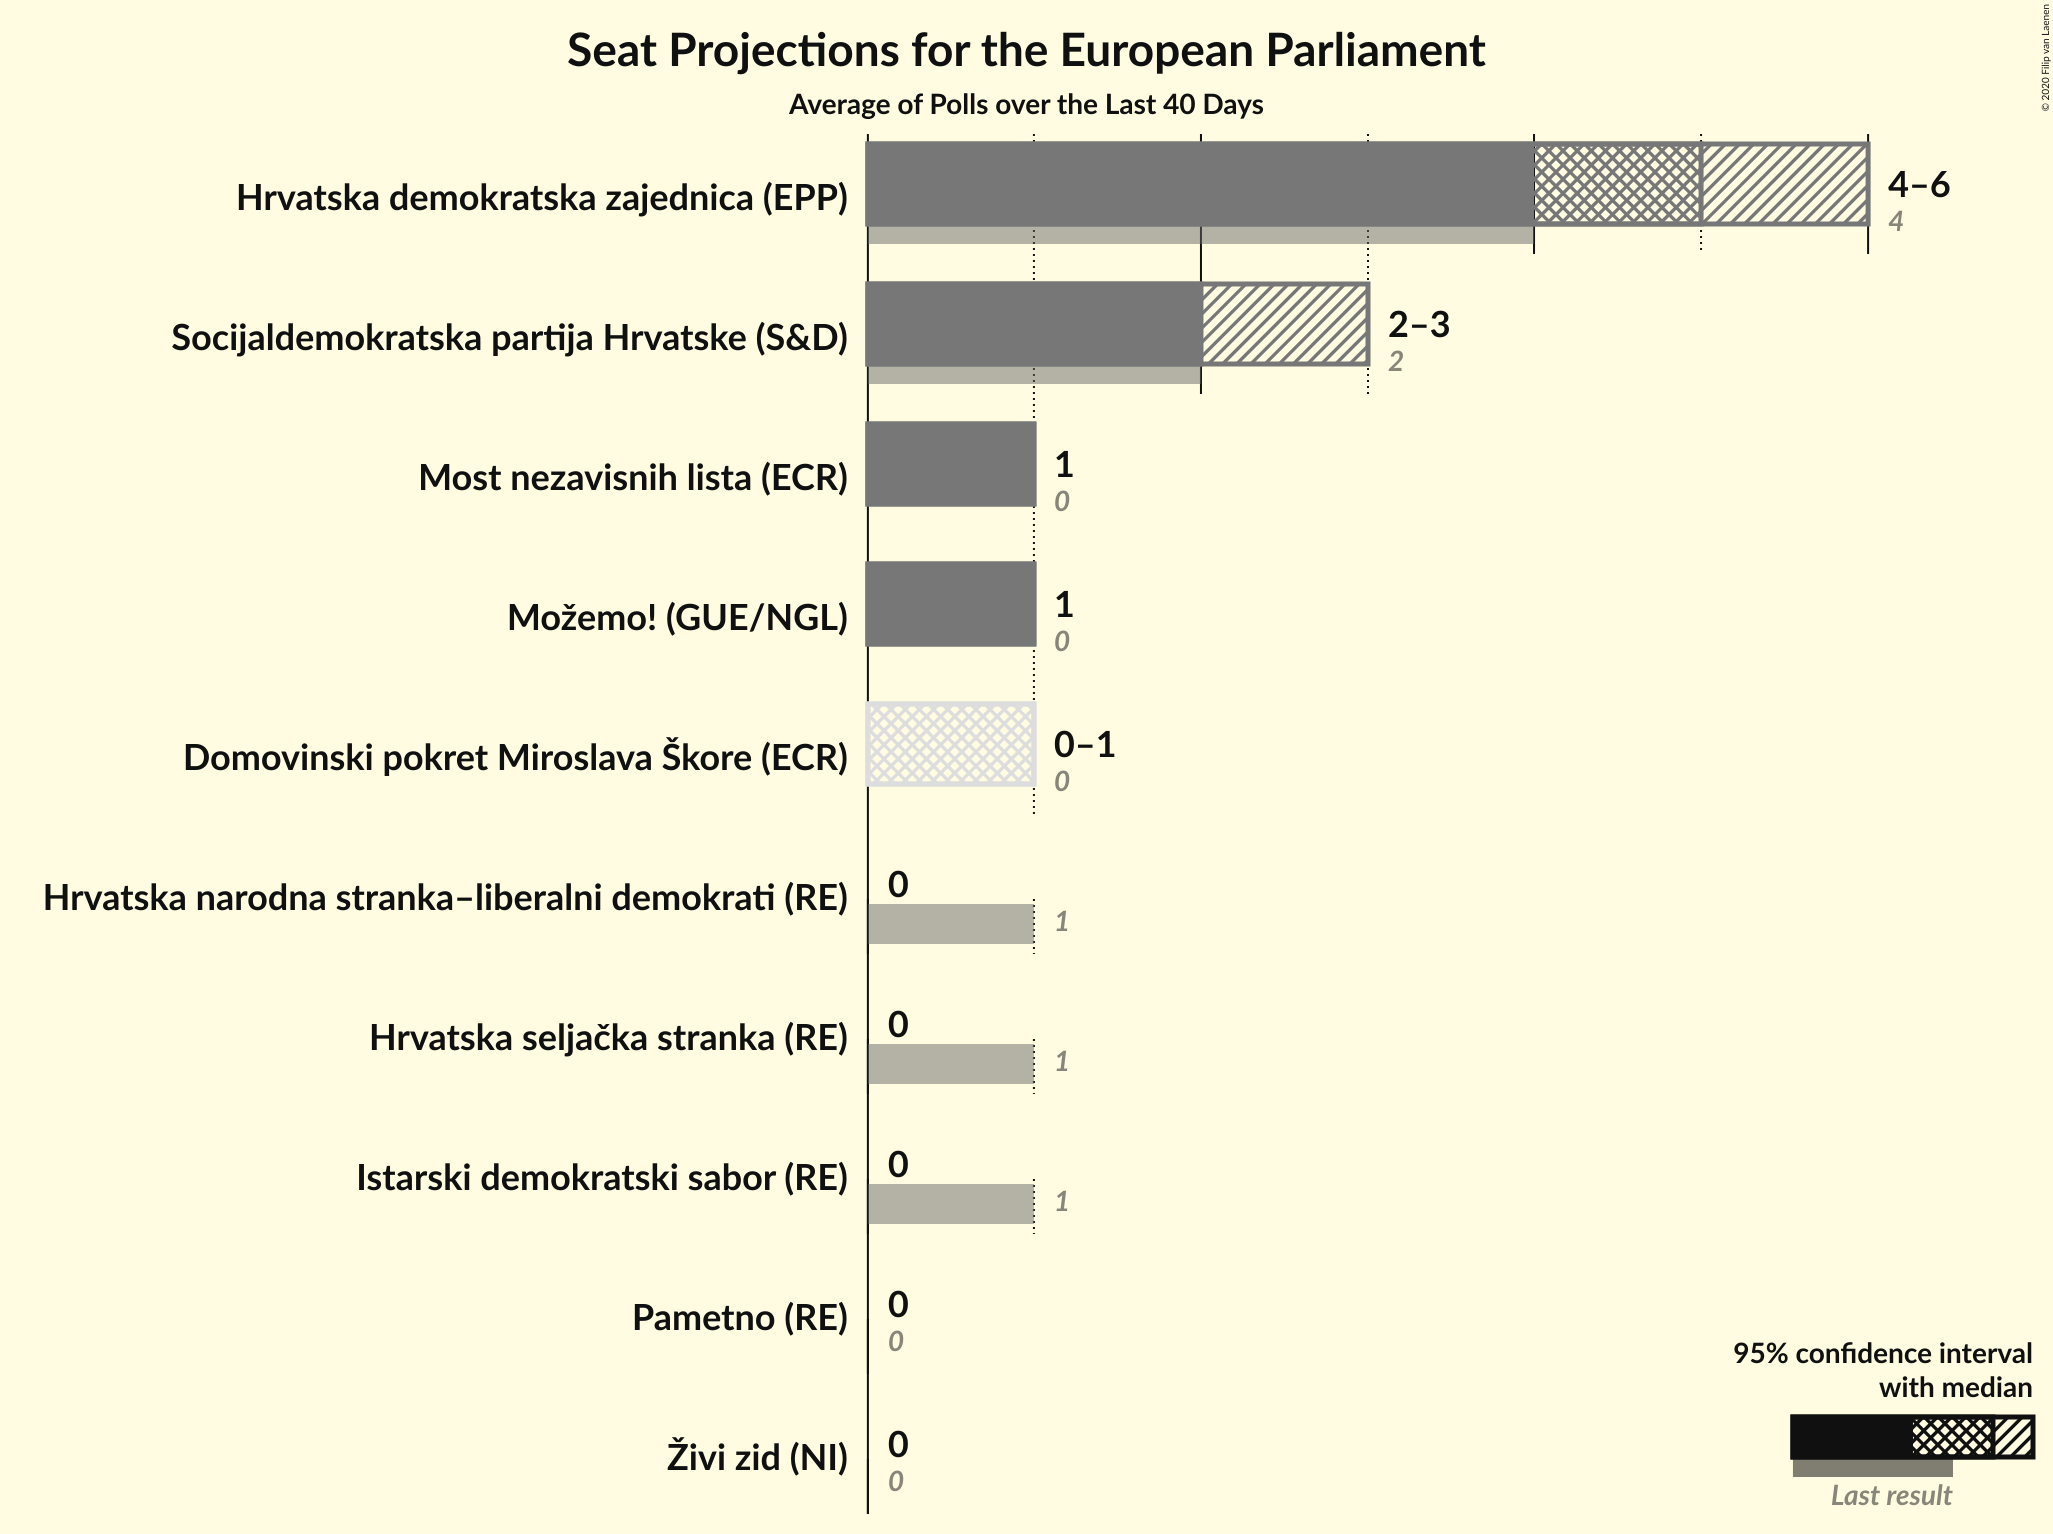 Seat Projections for the European Parliament
Average of Polls over the Last 40 Days
© 2020 Filip van Laenen
Hrvatska demokratska zajednica (EPP)
4–6
4
Socijaldemokratska partija Hrvatske (S&D)
2–3
2
Most nezavisnih lista (ECR)
1
0
Možemo! (GUE/NGL)
1
0
Domovinski pokret Miroslava Škore (ECR)
0–1
0
Hrvatska narodna stranka–liberalni demokrati (RE)
0
1
Hrvatska seljačka stranka (RE)
0
1
Istarski demokratski sabor (RE)
0
1
Pametno (RE)
0
0
Živi zid (NI)
0
0
95% confidence interval
with median
Last result